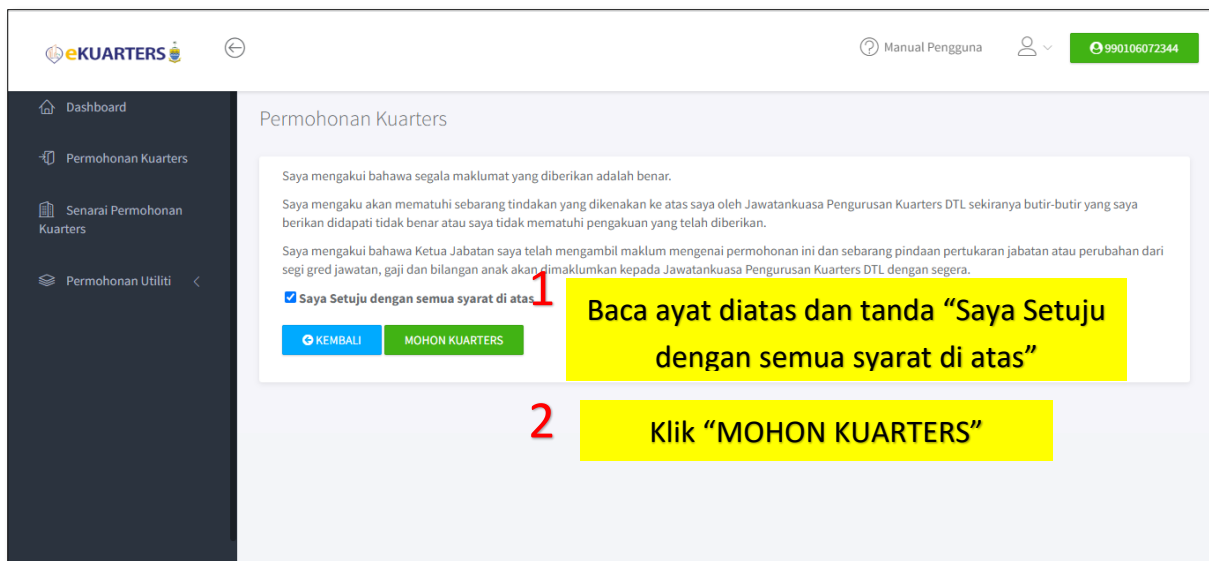 eKUARTERS
Manual Pengguna
990106072344
Dashboard
Permohonan Kuarters
Senarai Permohonan
Kuarters
Permohonan Utiliti
Permohonan Kuarters
Saya mengakui bahawa segala maklumat yang diberikan adalah benar.
Saya mengaku akan mematuhi sebarang tindakan yang dikenakan ke atas saya oleh Jawatankuasa Pengurusan Kuarters DTL sekiranya butir-butir yang saya
berikan didapati tidak benar atau saya tidak mematuhi pengakuan yang telah diberikan.
Saya mengakui bahawa Ketua Jabatan saya telah mengambil maklum mengenai permohonan ini dan sebarang pindaan pertukaran jabatan atau perubahan dari
segi gred jawatan, gaji dan bilangan anak akan dimaklumkan kepada Jawatankuasa Pengurusan Kuarters DTL dengan segera.
Saya Setuju dengan semua syarat di atas
KEMBALI
MOHON KUARTERS
1
Baca ayat diatas dan tanda “Saya Setuju
dengan semua syarat di atas”
2
Klik “MOHON KUARTERS”